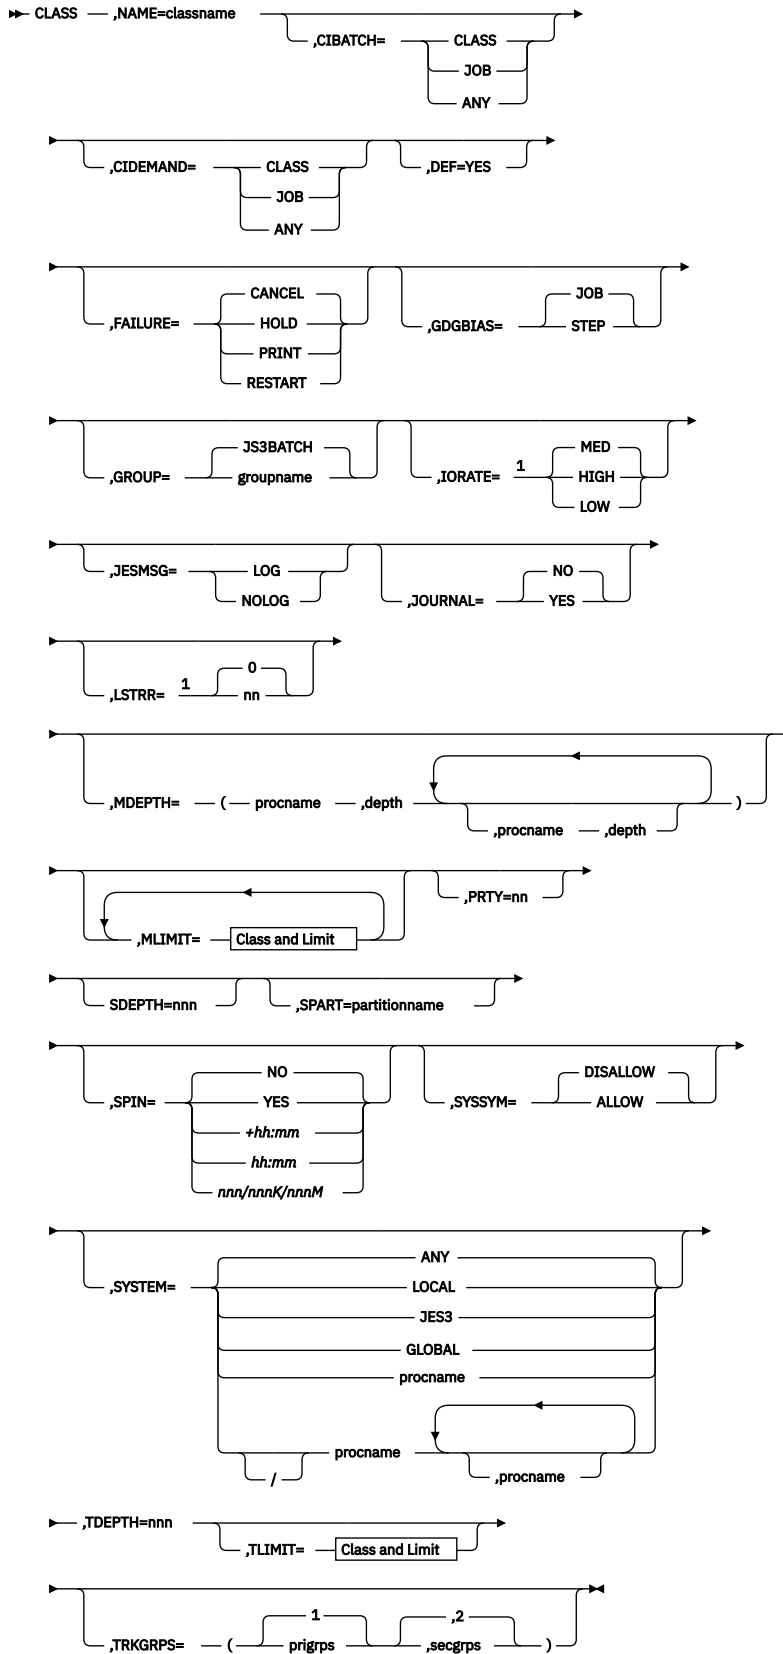 CLASS ,NAME=classname
,CIBATCH= CLASS
JOB
ANY
,CIDEMAND= CLASS ,DEF=YES
JOB
ANY
CANCEL JOB
,FAILURE= HOLD ,GDGBIAS= STEP
PRINT
RESTART
JS3BATCH MED
,GROUP= groupname ,IORATE= 1 HIGH
LOW
,JESMSG= LOG NO
NOLOG ,JOURNAL= YES
0
,LSTRR= 1 nn
,MDEPTH= ( procname ,depth )
,procname ,depth
,PRTY=nn
,MLIMIT= Class and Limit
SDEPTH=nnn ,SPART=partitionname
NO DISALLOW
,SPIN= YES ,SYSSYM= ALLOW
+hh:mm
hh:mm
nnn/nnnK/nnnM
ANY
,SYSTEM= LOCAL
JES3
GLOBAL
procname
procname
/ ,procname
,TDEPTH=nnn
,TLIMIT= Class and Limit
1 ,2
,TRKGRPS= ( prigrps ,secgrps )